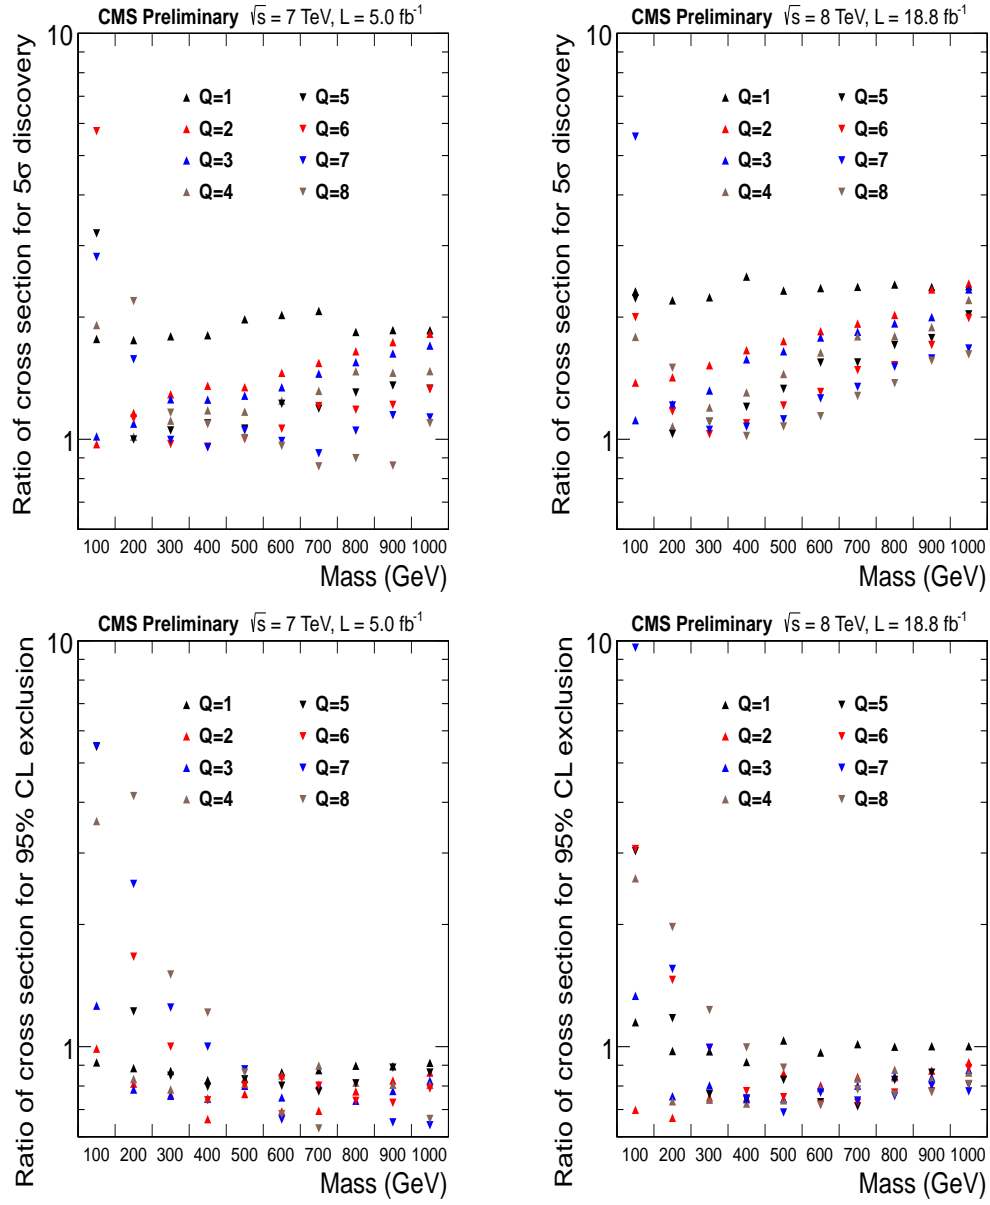 CMS Preliminary √s = 7 TeV, L = 5.0 fb⁻¹
Ratio of cross section for 5σ discovery
10
1
Q=1 Q=5
Q=2 Q=6
Q=3 Q=7
Q=4 Q=8
100 200 300 400 500 600 700 800 900 1000
Mass (GeV)
CMS Preliminary √s = 8 TeV, L = 18.8 fb⁻¹
Ratio of cross section for 5σ discovery
10
1
Q=1 Q=5
Q=2 Q=6
Q=3 Q=7
Q=4 Q=8
100 200 300 400 500 600 700 800 900 1000
Mass (GeV)
CMS Preliminary √s = 7 TeV, L = 5.0 fb⁻¹
Ratio of cross section for 95% CL exclusion
10
1
Q=1 Q=5
Q=2 Q=6
Q=3 Q=7
Q=4 Q=8
100 200 300 400 500 600 700 800 900 1000
Mass (GeV)
CMS Preliminary √s = 8 TeV, L = 18.8 fb⁻¹
Ratio of cross section for 95% CL exclusion
10
1
Q=1 Q=5
Q=2 Q=6
Q=3 Q=7
Q=4 Q=8
100 200 300 400 500 600 700 800 900 1000
Mass (GeV)